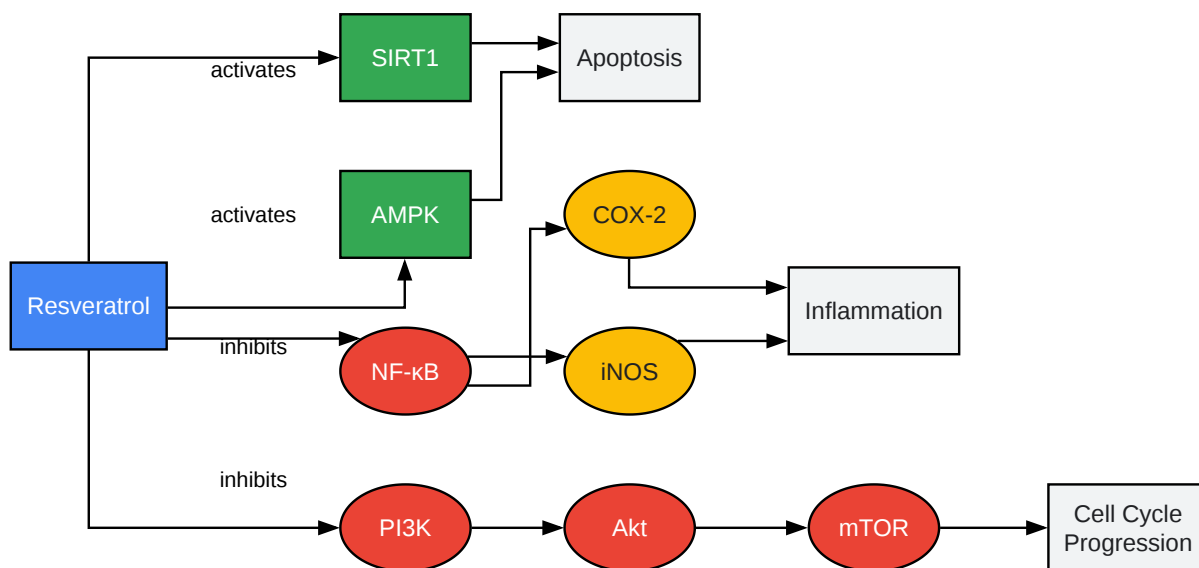 SIRT1
Apoptosis
activates
AMPK
COX-2
activates
Resveratrol
Inflammation
inhibits
NF-κB
iNOS
inhibits
PI3K
Akt
mTOR
Cell Cycle
Progression